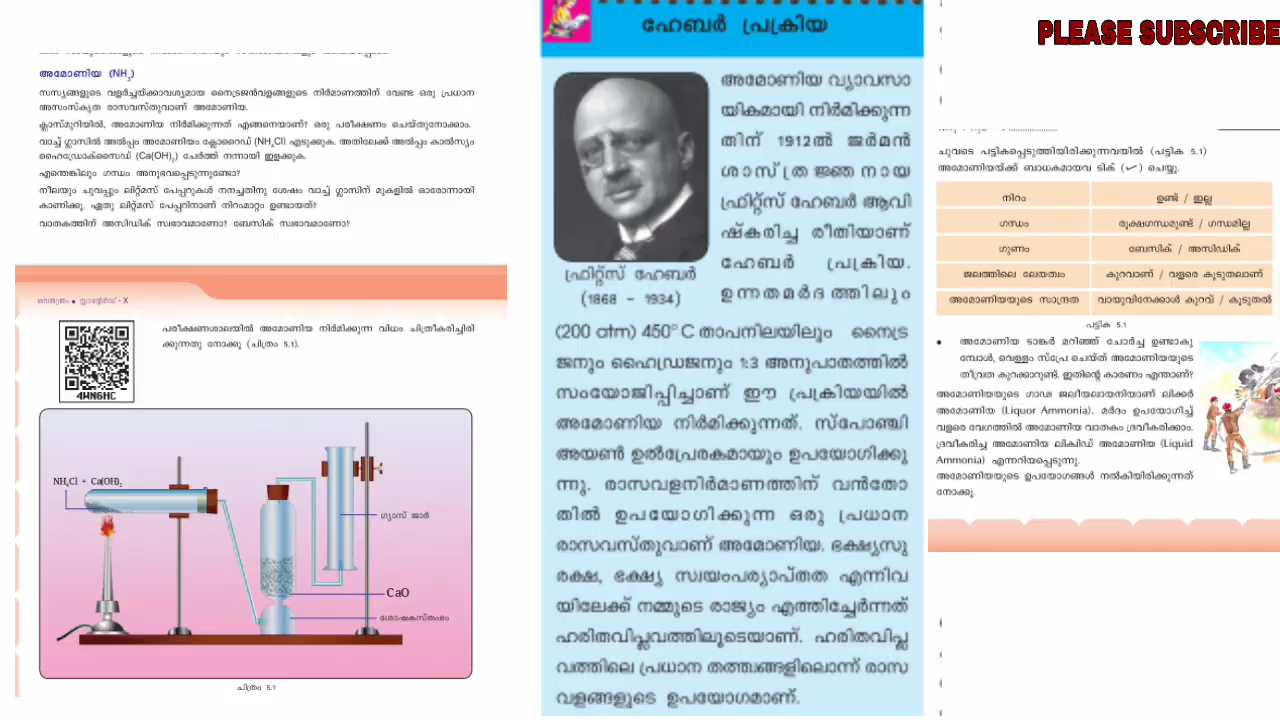 അമോണിയ (NH3)
സസ്യങ്ങളുടെ വളർച്ചയ്ക്കാവശ്യമായ നൈട്രജൻവളങ്ങളുടെ നിർമാണത്തിന് വേണ്ട ഒരു പ്രധാന
അസംസ്കൃത രാസവസ്തുവാണ് അമോണിയ.
ക്ലാസ്മുറിയിൽ, അമോണിയ നിർമിക്കുന്നത് എങ്ങനെയാണ്? ഒരു പരീക്ഷണം ചെയ്തുനോക്കാം.
വാച്ച് ഗ്ലാസിൽ അൽപ്പം അമോണിയം ക്ലോറൈഡ് (NH4Cl) എടുക്കുക. അതിലേക്ക് അൽപ്പം കാൽസ്യം
ഹൈഡ്രോക്സൈഡ് (Ca(OH)2) ചേർത്ത് നന്നായി ഇളക്കുക.
എന്തെങ്കിലും ഗന്ധം അനുഭവപ്പെടുന്നുണ്ടോ?
നീലയും ചുവപ്പും ലിറ്റ്മസ് പേപ്പറുകൾ നനച്ചതിനു ശേഷം വാച്ച് ഗ്ലാസിന് മുകളിൽ ഓരോന്നായി
കാണിക്കൂ. ഏതു ലിറ്റ്മസ് പേപ്പറിനാണ് നിറംമാറ്റം ഉണ്ടായത്?
വാതകത്തിന് അസിഡിക് സ്വഭാവമാണോ? ബേസിക് സ്വഭാവമാണോ?
രസതന്ത്രം ● സ്റ്റാന്റേർഡ് - X
4WN6HC
പരീക്ഷണശാലയിൽ അമോണിയ നിർമിക്കുന്ന വിധം ചിത്രീകരിച്ചിരി
ക്കുന്നതു നോക്കൂ (ചിത്രം 5.1).
NH4Cl + Ca(OH)2
ഗ്യാസ് ജാർ
CaO
ശോഷകസ്തംഭം
ചിത്രം 5.1
ഹേബർ പ്രക്രിയ
അമോണിയ വ്യാവസാ
യികമായി നിർമിക്കുന്ന
തിന് 1912ൽ ജർമൻ
ശാസ്ത്രജ്ഞനായ
ഫ്രിറ്റ്സ് ഹേബർ ആവി
ഷ്കരിച്ച രീതിയാണ്
ഹേബർ പ്രക്രിയ.
ഉന്നതമർദത്തിലും
ഫ്രിറ്റ്സ് ഹേബർ
(1868 - 1934)
(200 atm) 450° C താപനിലയിലും നൈട്ര
ജനും ഹൈഡ്രജനും 1:3 അനുപാതത്തിൽ
സംയോജിപ്പിച്ചാണ് ഈ പ്രക്രിയയിൽ
അമോണിയ നിർമിക്കുന്നത്. സ്പോഞ്ചി
അയൺ ഉൽപ്രേരകമായും ഉപയോഗിക്കു
ന്നു. രാസവളനിർമാണത്തിന് വൻതോ
തിൽ ഉപയോഗിക്കുന്ന ഒരു പ്രധാന
രാസവസ്തുവാണ് അമോണിയ. ഭക്ഷ്യസു
രക്ഷ, ഭക്ഷ്യ സ്വയംപര്യാപ്തത എന്നിവ
യിലേക്ക് നമ്മുടെ രാജ്യം എത്തിച്ചേർന്നത്
ഹരിതവിപ്ലവത്തിലൂടെയാണ്. ഹരിതവിപ്ല
വത്തിലെ പ്രധാന തത്ത്വങ്ങളിലൊന്ന് രാസ
വളങ്ങളുടെ ഉപയോഗമാണ്.
PLEASE SUBSCRIBE
ചുവടെ പട്ടികപ്പെടുത്തിയിരിക്കുന്നവയിൽ (പട്ടിക 5.1)
അമോണിയയ്ക്ക് ബാധകമായവ ടിക് (✓) ചെയ്യൂ.
നിറം ഉണ്ട് / ഇല്ല
ഗന്ധം രൂക്ഷഗന്ധമുണ്ട് / ഗന്ധമില്ല
ഗുണം ബേസിക് / അസിഡിക്
ജലത്തിലെ ലേയത്വം കുറവാണ് / വളരെ കൂടുതലാണ്
അമോണിയയുടെ സാന്ദ്രത വായുവിനേക്കാൾ കുറവ് / കൂടുതൽ
പട്ടിക 5.1
● അമോണിയ ടാങ്കർ മറിഞ്ഞ് ചോർച്ച ഉണ്ടാകു
മ്പോൾ, വെള്ളം സ്പ്രേ ചെയ്ത് അമോണിയയുടെ
തീവ്രത കുറക്കാറുണ്ട്. ഇതിന്റെ കാരണം എന്താണ്?
അമോണിയയുടെ ഗാഢ ജലീയലായനിയാണ് ലിക്കർ
അമോണിയ (Liquor Ammonia). മർദം ഉപയോഗിച്ച്
വളരെ വേഗത്തിൽ അമോണിയ വാതകം ദ്രവീകരിക്കാം.
ദ്രവീകരിച്ച അമോണിയ ലിക്വിഡ് അമോണിയ (Liquid
Ammonia) എന്നറിയപ്പെടുന്നു.
അമോണിയയുടെ ഉപയോഗങ്ങൾ നൽകിയിരിക്കുന്നത്
നോക്കൂ.